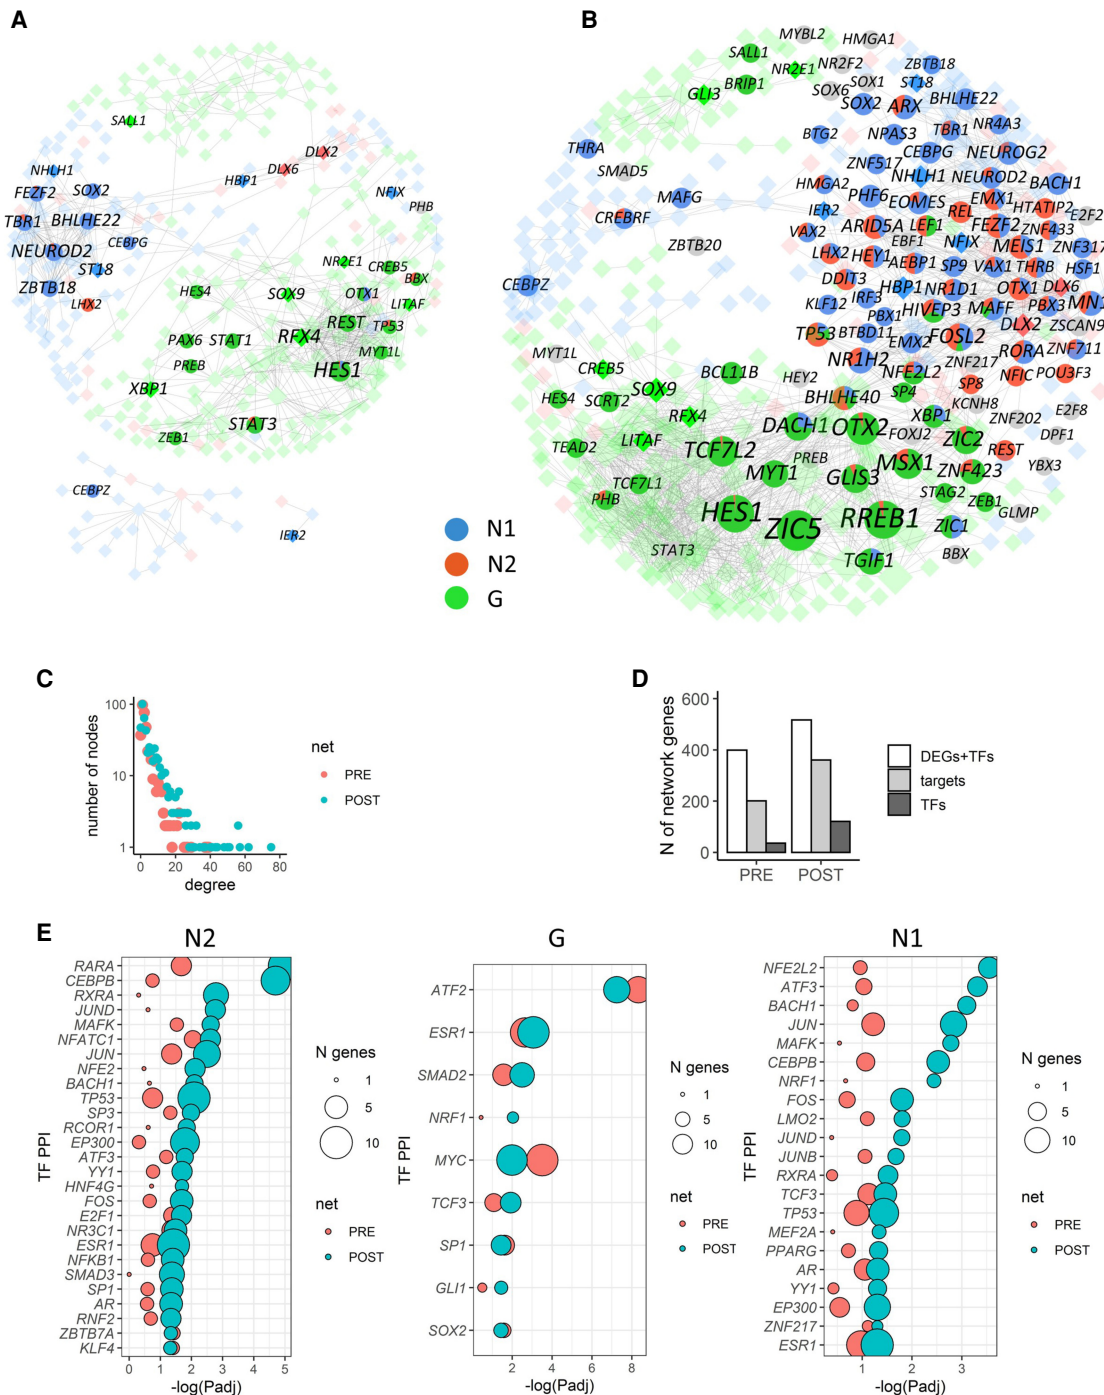 A
SALL1
DLX2
DLX6
HBP1
NHLH1
FEZF2
SOX2
TBR1
BHLHE22
NEUROD2
CEBPG
ST18
ZBTB18
LHX2
NFIX
PHB
NR2E1
CREB5
BBX
HES4
SOX9
OTX1
LITAF
REST
TP53
RFX4
PAX6
STAT1
MYT1L
PREB
HES1
XBP1
STAT3
ZEB1
CEBPZ
IER2
N1
N2
G
B
MYBL2
HMGA1
SALL1
NR2F2
ZBTB18
NR2E1
BRIP1
SOX1
ST18
GLI3
SOX6
SOX2
ARX
BHLHE22
BTG2
NPAS3
TBR1
NR4A3
THRA
CEBPG
NEUROG2
SMAD5
ZNF517
NHLH1
NEUROD2
BACH1
HMGA2
PHF6
EOMES
EMX1
MAFG
IER2
REL
HTATIP2
E2F2
CREBRF
VAX2
ARID5A
LEF1
FEZF2
ZNF433
ZBTB20
EBF1
NFIX
MEIS1
ZNF317
LHX2
HEY1
AEBP1
SP9
VAX1
THRB
HSF1
DDIT3
HBP1
NR1D1
OTX1
DLX6
CEBPZ
KLF12
IRF3
HIVEP3
MAFF
PBX3
MN1
PBX1
DLX2
ZSCAN9
TP53
BTBD11
EMX2
FOSL2
RORA
ZNF711
MYT1L
NR1H2
ZNF217
CREB5
BCL11B
HEY2
NFE2L2
SP8
NFIC
POU3F3
SOX9
SP4
KCNH8
HES4
SCRT2
BHLHE40
XBP1
ZNF202
E2F8
RFX4
DACH1
OTX2
FOXJ2
ZIC2
DPF1
TEAD2
LITAF
TCF7L2
PREB
REST
MYT1
MSX1
YBX3
TCF7L1
GLIS3
ZNF423
PHB
STAG2
ZEB1
HES1
ZIC5
RREB1
GLMP
ZIC1
STAT3
BBX
TGIF1
C
number of nodes
100
10
1
0
20
40
60
80
degree
net
PRE
POST
D
N of network genes
600
400
200
0
PRE
POST
DEGs+TFs
targets
TFs
E
N2
TF PPI
RARA
CEBPB
RXRA
JUND
MAFK
NFATC1
JUN
NFE2
BACH1
TP53
SP3
RCOR1
EP300
ATF3
YY1
HNF4G
FOS
E2F1
NR3C1
ESR1
NFKB1
SMAD3
SP1
AR
RNF2
ZBTB7A
KLF4
0
1
2
3
4
5
-log(Padj)
N genes
1
5
10
net
PRE
POST
G
TF PPI
ATF2
ESR1
SMAD2
NRF1
MYC
TCF3
SP1
GLI1
SOX2
2
4
6
8
-log(Padj)
N genes
1
5
10
net
PRE
POST
N1
TF PPI
NFE2L2
ATF3
BACH1
JUN
MAFK
CEBPB
NRF1
FOS
LMO2
JUND
JUNB
RXRA
TCF3
TP53
MEF2A
PPARG
AR
YY1
EP300
ZNF217
ESR1
1
2
3
-log(Padj)
N genes
1
5
10
net
PRE
POST